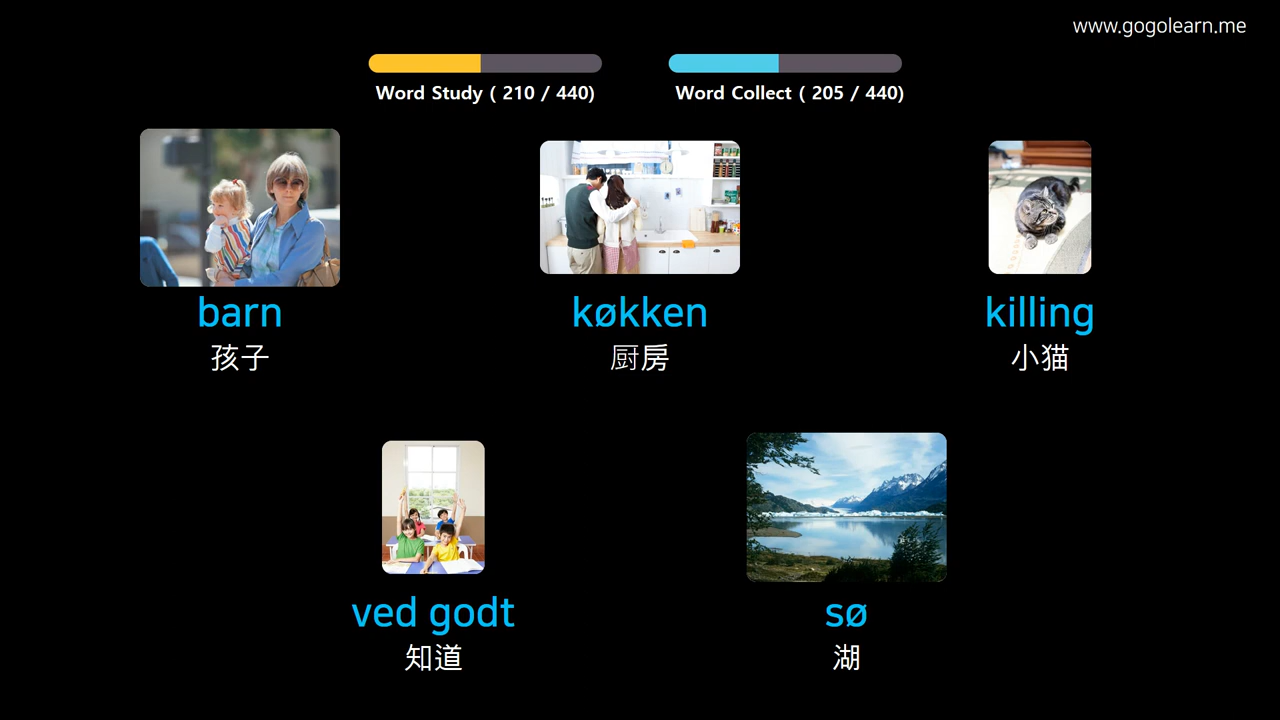 www.gogolearn.me
Word Study ( 210 / 440)
Word Collect ( 205 / 440)
barn
孩子
køkken
厨房
killing
小猫
ved godt
知道
sø
湖